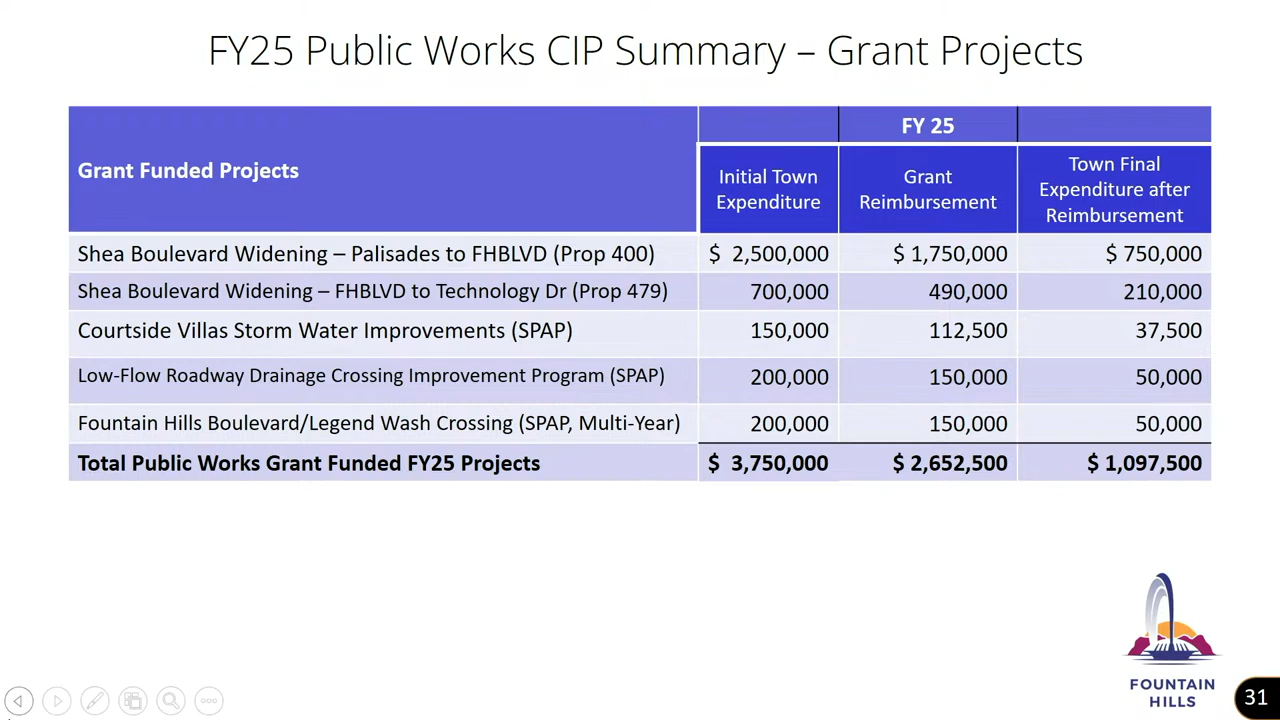 FY25 Public Works CIP Summary – Grant Projects
Grant Funded Projects
FY 25
Initial Town
Expenditure
Grant
Reimbursement
Town Final
Expenditure after
Reimbursement
Shea Boulevard Widening – Palisades to FHBLVD (Prop 400) $ 2,500,000 $ 1,750,000 $ 750,000
Shea Boulevard Widening – FHBLVD to Technology Dr (Prop 479) 700,000 490,000 210,000
Courtside Villas Storm Water Improvements (SPAP) 150,000 112,500 37,500
Low-Flow Roadway Drainage Crossing Improvement Program (SPAP) 200,000 150,000 50,000
Fountain Hills Boulevard/Legend Wash Crossing (SPAP, Multi-Year) 200,000 150,000 50,000
Total Public Works Grant Funded FY25 Projects $ 3,750,000 $ 2,652,500 $ 1,097,500
FOUNTAIN
HILLS
31